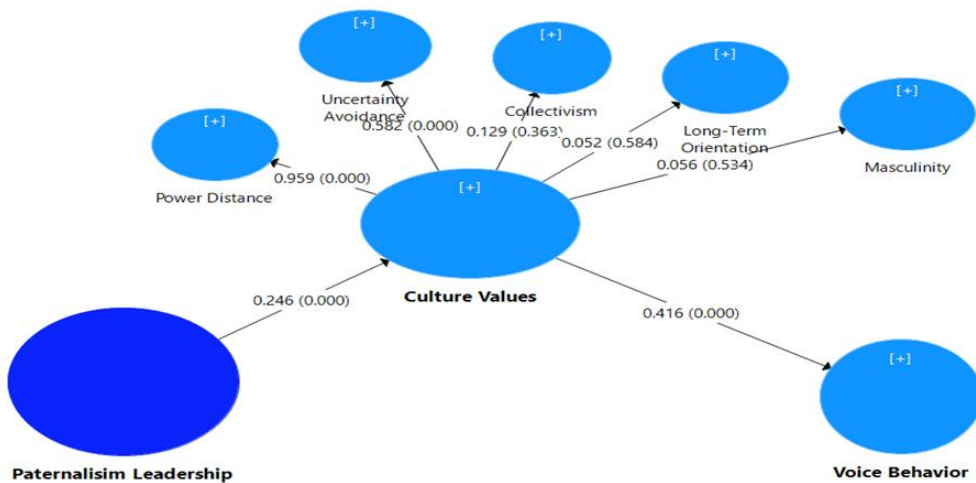 [+]
[+]
[+]
[+]
[+]
Uncertainty
Avoidance
Collectivism
Long-Term
Orientation
Masculinity
Power Distance
0.582 (0.000)
0.129 (0.363)
0.052 (0.584)
0.056 (0.534)
0.959 (0.000)
[+]
Culture Values
0.246 (0.000)
0.416 (0.000)
[+]
Paternalisim Leadership
Voice Behavior